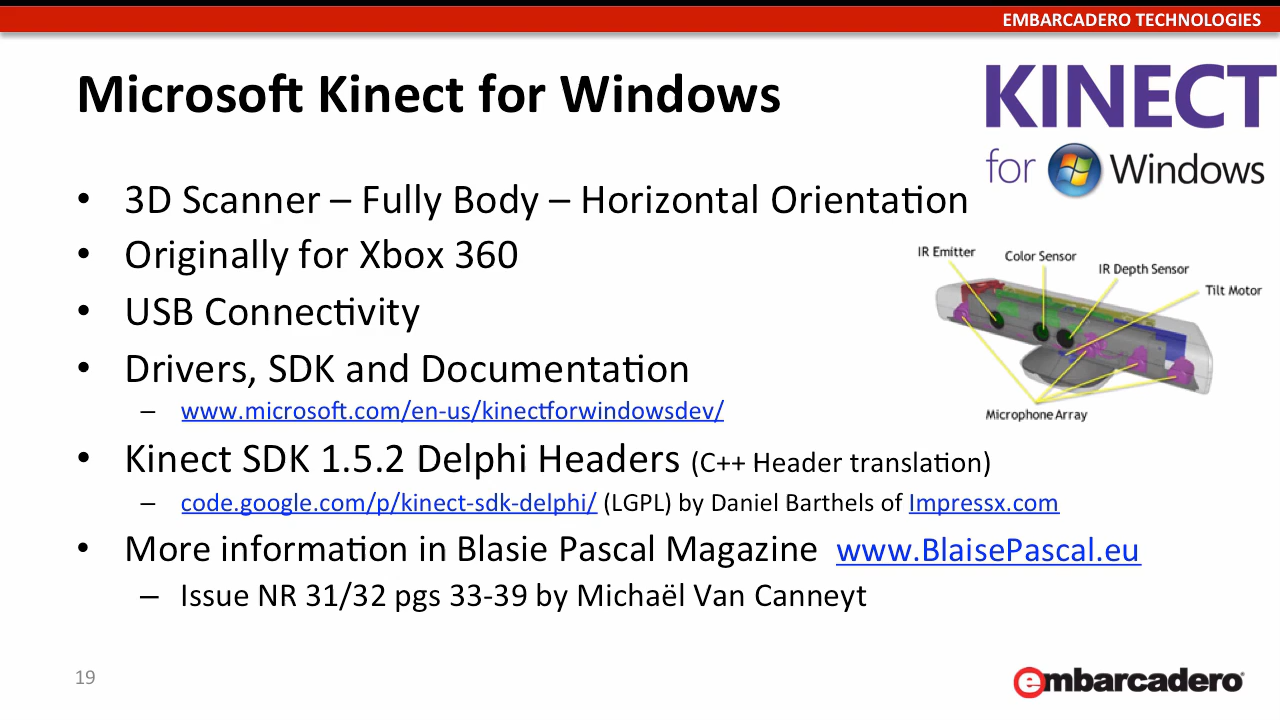 EMBARCADERO TECHNOLOGIES
Microsoft Kinect for Windows
KINECT
for Windows
• 3D Scanner – Fully Body – Horizontal Orientation
• Originally for Xbox 360
• USB Connectivity
• Drivers, SDK and Documentation
– www.microsoft.com/en-us/kinectforwindowsdev/
• Kinect SDK 1.5.2 Delphi Headers (C++ Header translation)
– code.google.com/p/kinect-sdk-delphi/ (LGPL) by Daniel Barthels of Impressx.com
• More information in Blasie Pascal Magazine www.BlaisePascal.eu
– Issue NR 31/32 pgs 33-39 by Michaël Van Canneyt
IR Emitter
Color Sensor
IR Depth Sensor
Tilt Motor
Microphone Array
19
embarcadero